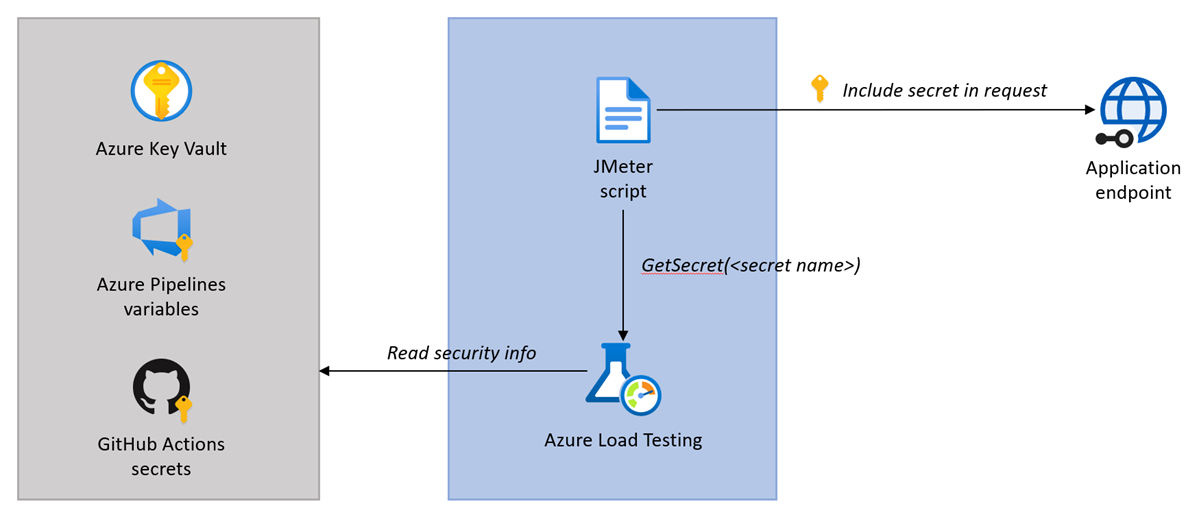 Azure Key Vault
Azure Pipelines
variables
GitHub Actions
secrets
JMeter
script
GetSecret(<secret name>)
Read security info
Azure Load Testing
Include secret in request
Application
endpoint